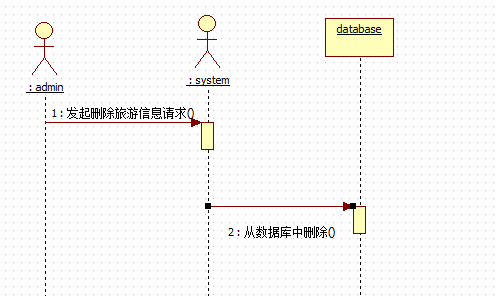 database
: admin
: system
1 : 发起删除旅游信息请求()
2 : 从数据库中删除()